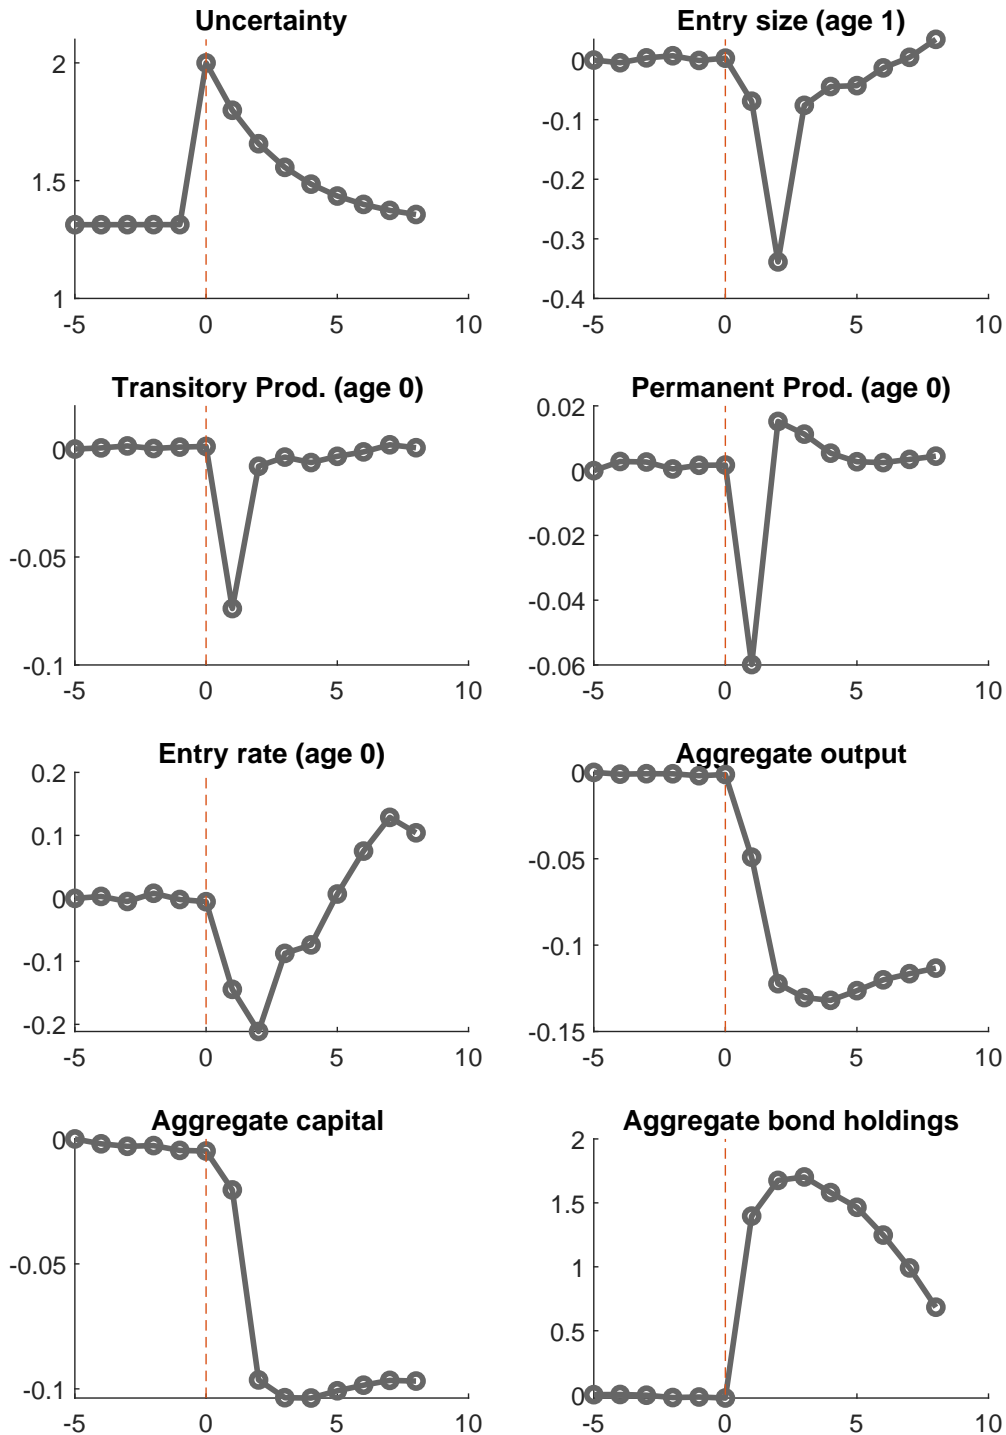 Uncertainty
2
1.5
1
-5 0 5 10
Entry size (age 1)
0
-0.1
-0.2
-0.3
-0.4
-5 0 5 10
Transitory Prod. (age 0)
0
-0.05
-0.1
-5 0 5 10
Permanent Prod. (age 0)
0.02
0
-0.02
-0.04
-0.06
-5 0 5 10
Entry rate (age 0)
0.2
0.1
0
-0.1
-0.2
-5 0 5 10
Aggregate output
0
-0.05
-0.1
-0.15
-5 0 5 10
Aggregate capital
0
-0.05
-0.1
-5 0 5 10
Aggregate bond holdings
2
1.5
1
0.5
0
-5 0 5 10